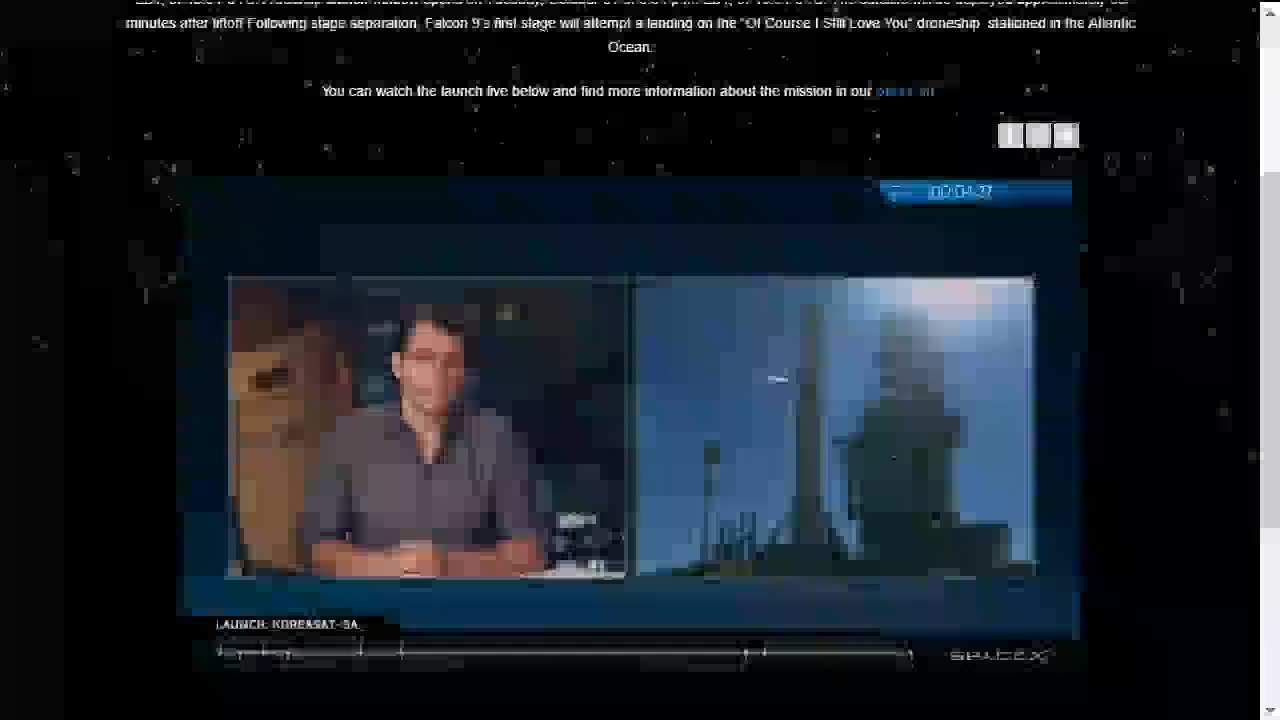 minutes after liftoff Following stage separation, Falcon 9's first stage will attempt a landing on the "Of Course I Still Love You" droneship stationed in the Atlantic
Ocean.
You can watch the launch live below and find more information about the mission in our
00:04:27
LAUNCH: KOREASAT-5A
SPACEX